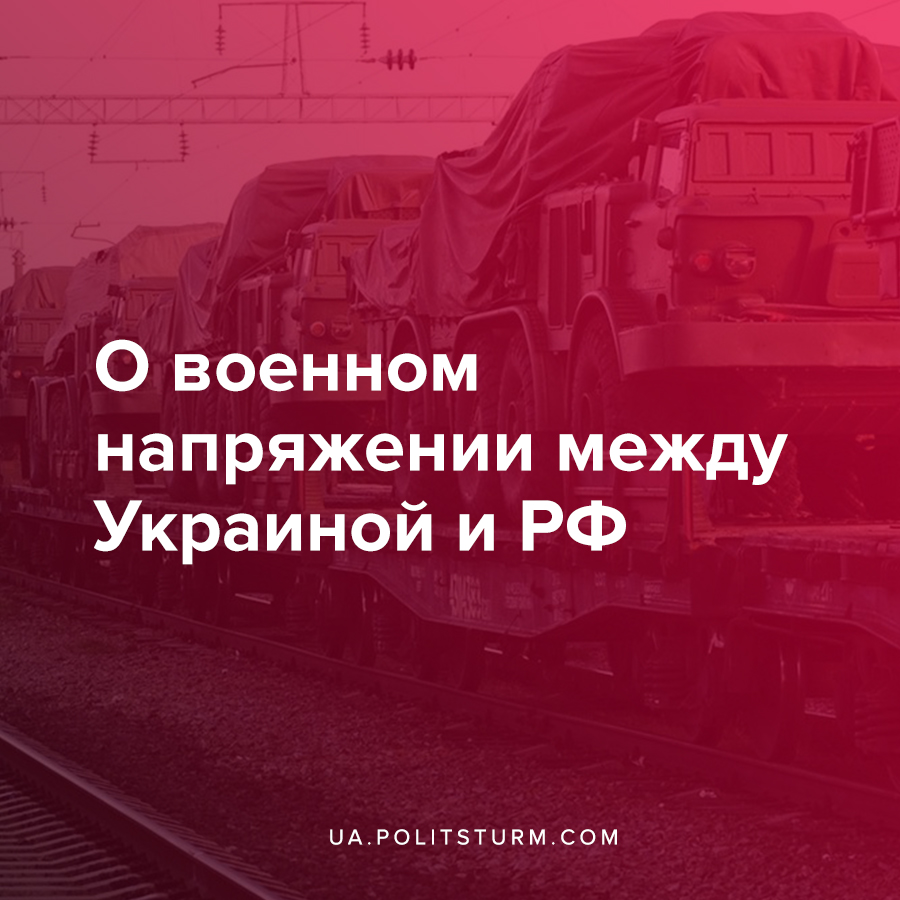 О военном
напряжении между
Украиной и РФ
UA.POLITSTURM.COM